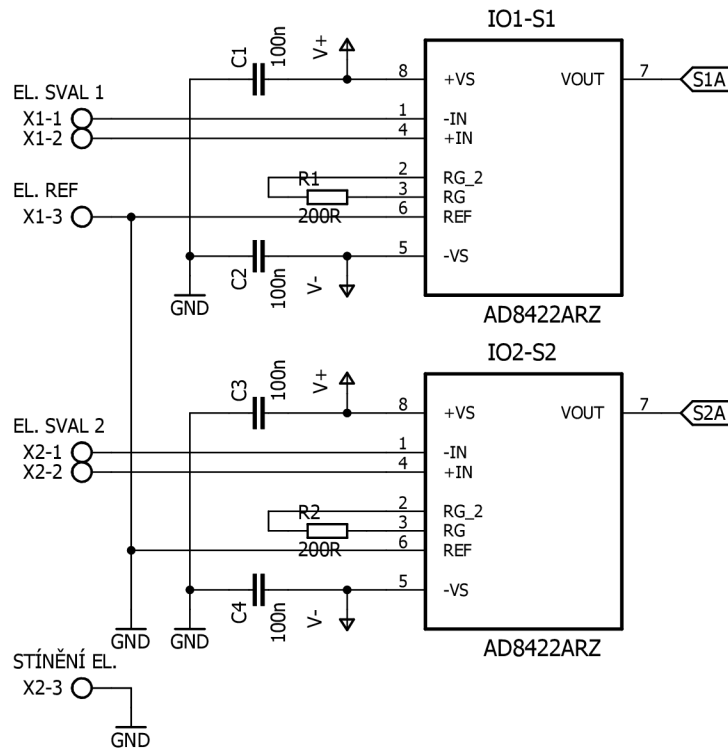 IO1-S1
C1
100n
V+
8
+VS
VOUT
7
S1A
EL. SVAL 1
X1-1
1
-IN
X1-2
4
+IN
2
RG_2
R1
3
RG
EL. REF
200R
X1-3
6
REF
5
-VS
C2
100n
V-
GND
AD8422ARZ
IO2-S2
C3
100n
V+
8
+VS
VOUT
7
S2A
EL. SVAL 2
X2-1
1
-IN
X2-2
4
+IN
2
RG_2
R2
3
RG
200R
6
REF
5
-VS
C4
100n
V-
GND
GND
AD8422ARZ
STÍNĚNÍ EL.
X2-3
GND